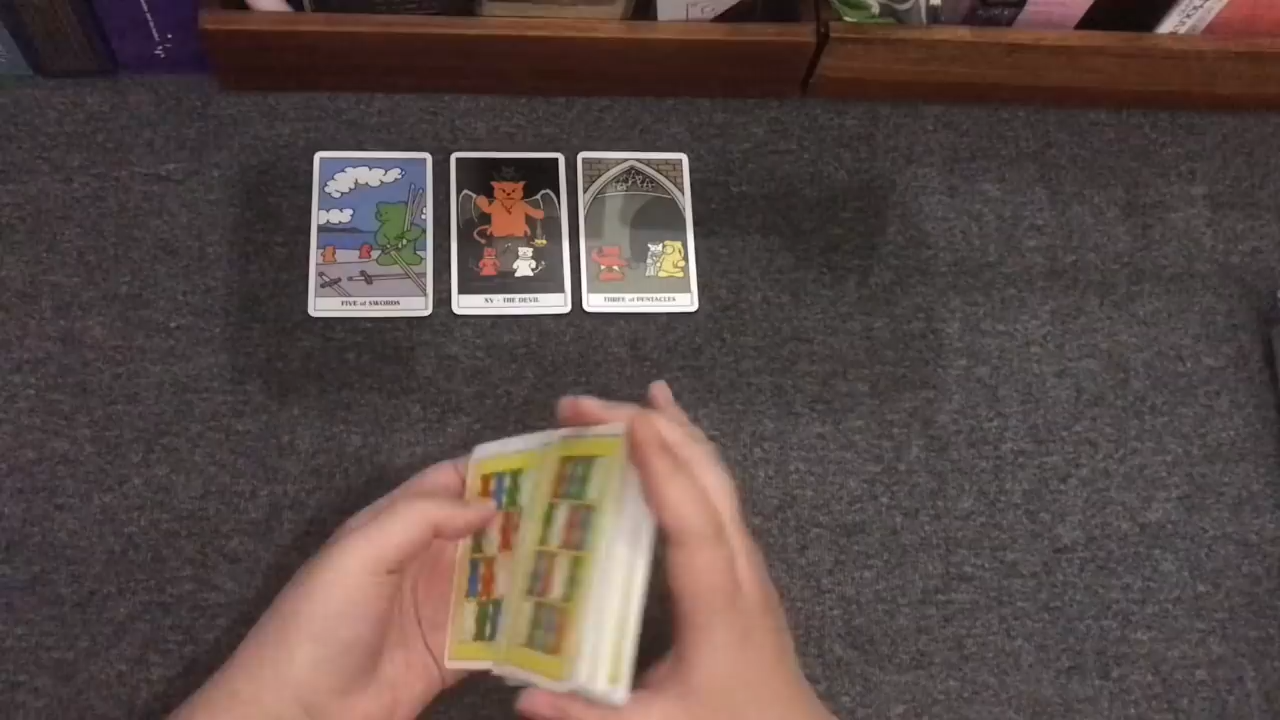 FIVE of SWORDS
XV - THE DEVIL
THREE of PENTACLES